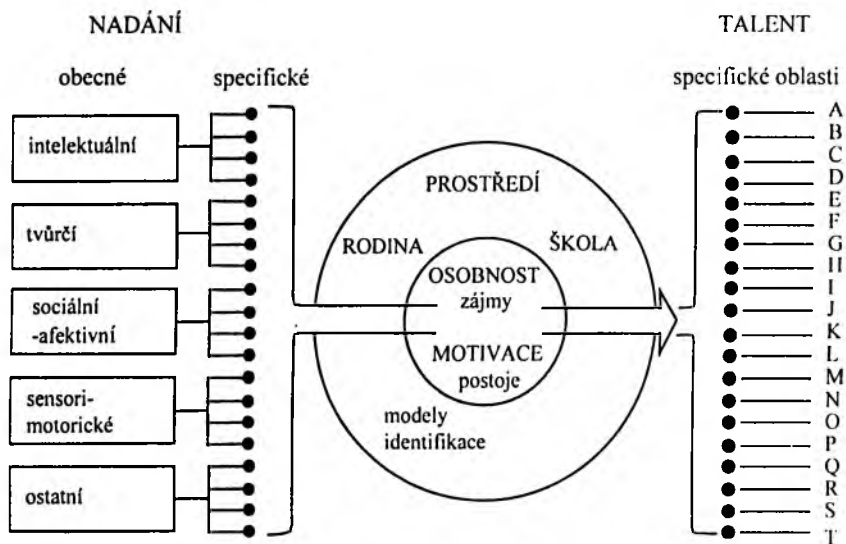 NADÁNÍ
TALENT
obecné
specifické
specifické oblasti
intelektuální
tvůrčí
sociální
-afektivní
sensori-
motorické
ostatní
PROSTŘEDÍ
RODINA
ŠKOLA
OSOBNOST
zájmy
MOTIVACE
postoje
modely
identifikace
A
B
C
D
E
F
G
H
I
J
K
L
M
N
O
P
Q
R
S
T